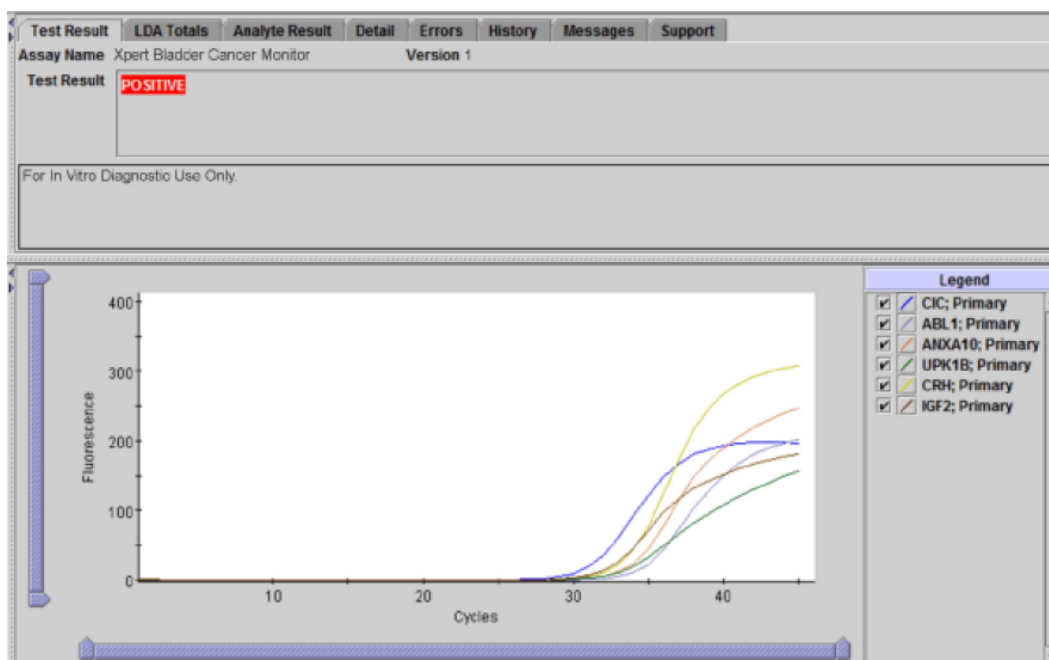 Test Result LDA Totals Analyte Result Detail Errors History Messages Support
Assay Name Xpert Bladder Cancer Monitor Version 1
Test Result POSITIVE
For In Vitro Diagnostic Use Only.
Legend
CIC; Primary
ABL1; Primary
ANXA10; Primary
UPK1B; Primary
CRH; Primary
IGF2; Primary
Fluorescence
400
300
200
100
0
10 20 30 40
Cycles